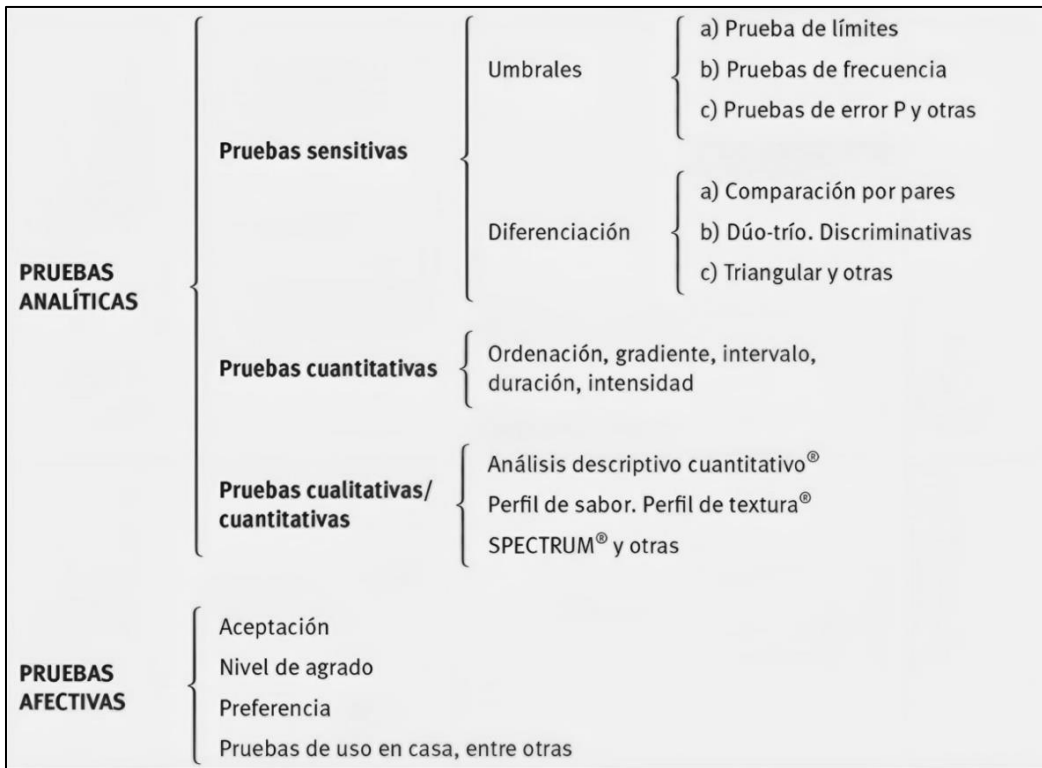 PRUEBAS
ANALÍTICAS
Pruebas sensitivas
Umbrales
a) Prueba de límites
b) Pruebas de frecuencia
c) Pruebas de error P y otras
Diferenciación
a) Comparación por pares
b) Dúo-trío. Discriminativas
c) Triangular y otras
Pruebas cuantitativas
Ordenación, gradiente, intervalo,
duración, intensidad
Pruebas cualitativas/
cuantitativas
Análisis descriptivo cuantitativo®
Perfil de sabor. Perfil de textura®
SPECTRUM® y otras
PRUEBAS
AFECTIVAS
Aceptación
Nivel de agrado
Preferencia
Pruebas de uso en casa, entre otras